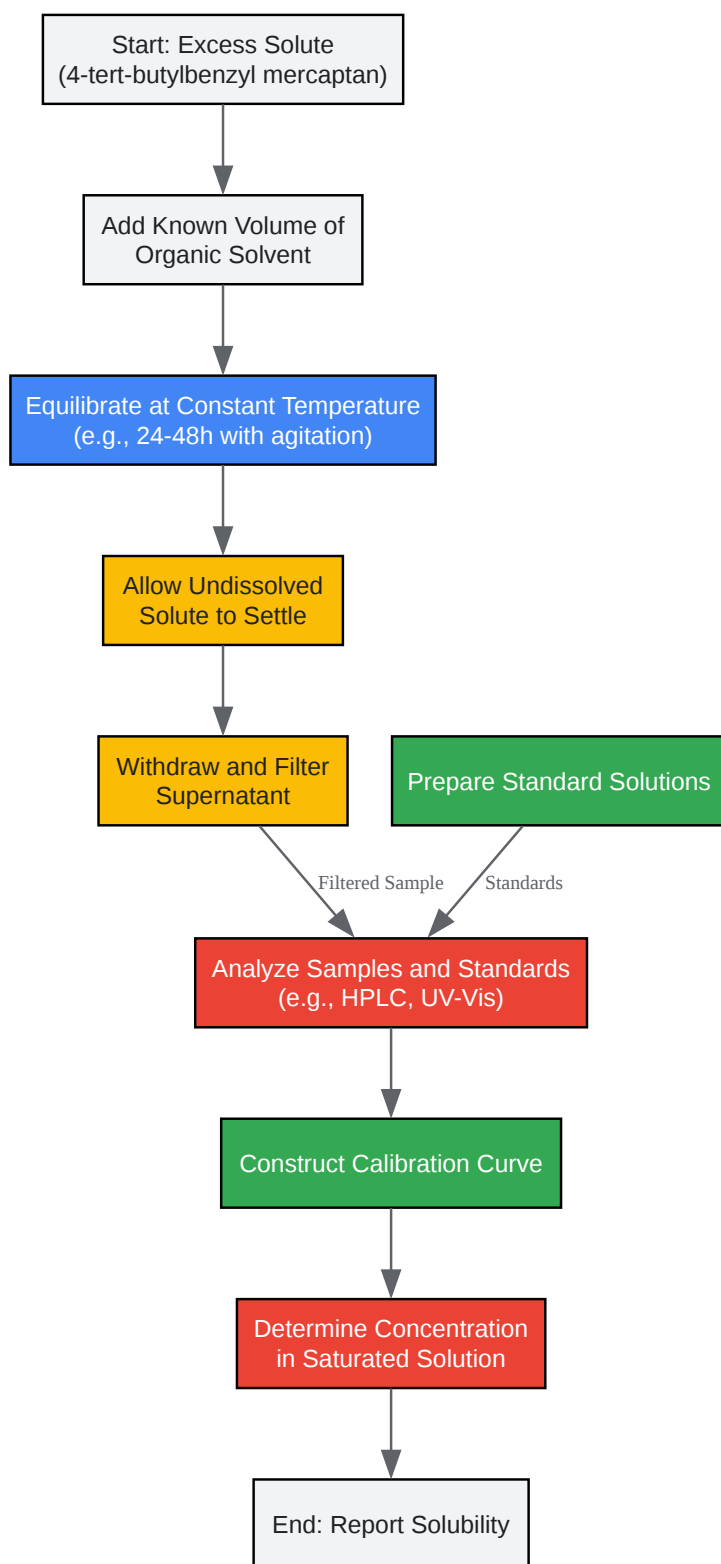 Start: Excess Solute
(4-tert-butylbenzyl mercaptan)
Add Known Volume of
Organic Solvent
Equilibrate at Constant Temperature
(e.g., 24-48h with agitation)
Allow Undissolved
Solute to Settle
Withdraw and Filter
Supernatant
Prepare Standard Solutions
Filtered Sample
Standards
Analyze Samples and Standards
(e.g., HPLC, UV-Vis)
Construct Calibration Curve
Determine Concentration
in Saturated Solution
End: Report Solubility